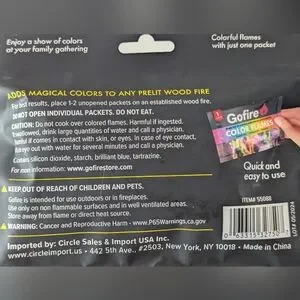 Enjoy a show of colors
at your family gathering
Colorful flames
with just one packet
ADDS MAGICAL COLORS TO ANY PRELIT WOOD FIRE
For best results, place 1-2 unopened packets on an established wood fire.
DO NOT OPEN INDIVIDUAL PACKETS. DO NOT EAT.
CAUTION: Do not cook over colored flames. Harmful if ingested.
If swallowed, drink large quantities of water and call a physician.
Harmful if comes in contact with skin, or eyes. In case of eye contact,
rinse eyes out with water for several minutes and call a physician.
Contains silicon dioxide, starch, brilliant blue, tartrazine.
For more information: www.gofirestore.com
Gofire
COLOR FLAMES
Quick and
easy to use
KEEP OUT OF REACH OF CHILDREN AND PETS.
Gofire is intended for use outdoors or in fireplaces.
Use only on non flammable surfaces and in well ventilated areas.
Store away from flame or direct heat source.
WARNING: Cancer and Reproductive Harm - www.P65Warnings.ca.gov
ITEM# 55088
LOT# 05/2024
Imported by: Circle Sales & Import USA Inc.
www.circleimport.us • 442 5th Ave., #2503, New York, NY 10018 • Made in China